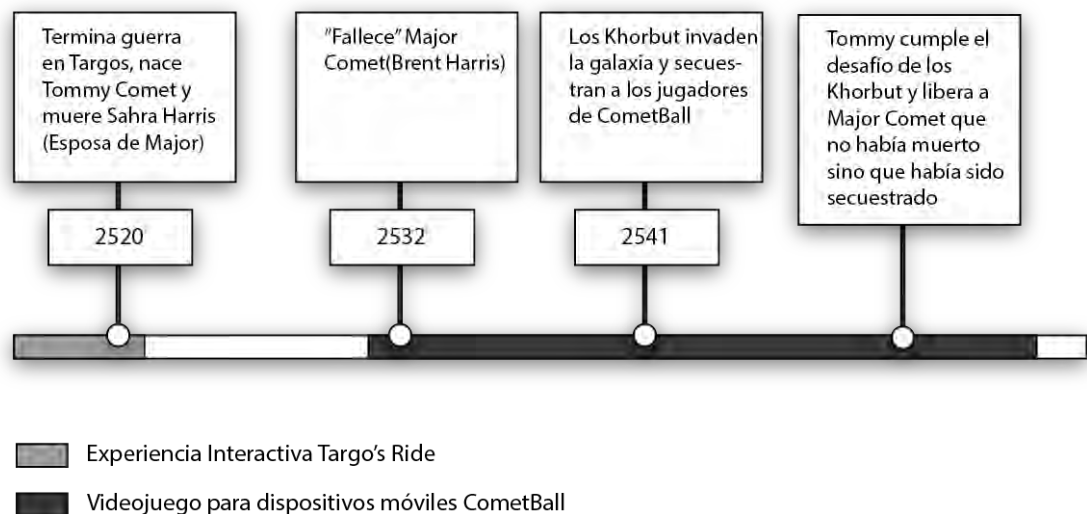 Termina guerra
en Targos, nace
Tommy Comet y
muere Sahra Harris
(Esposa de Major)
2520
"Fallece" Major
Comet(Brent Harris)
2532
Los Khorbut invaden
la galaxia y secues-
tran a los jugadores
de CometBall
2541
Tommy cumple el
desafío de los
Khorbut y libera a
Major Comet que
no había muerto
sino que había sido
secuestrado
Experiencia Interactiva Targo's Ride
Videojuego para dispositivos móviles CometBall